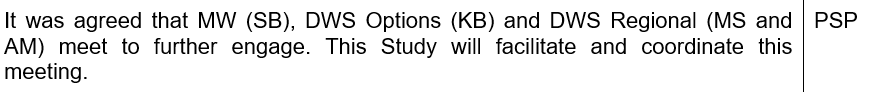 It was agreed that MW (SB), DWS Options (KB) and DWS Regional (MS and PSP
AM) meet to further engage. This Study will facilitate and coordinate this
meeting.